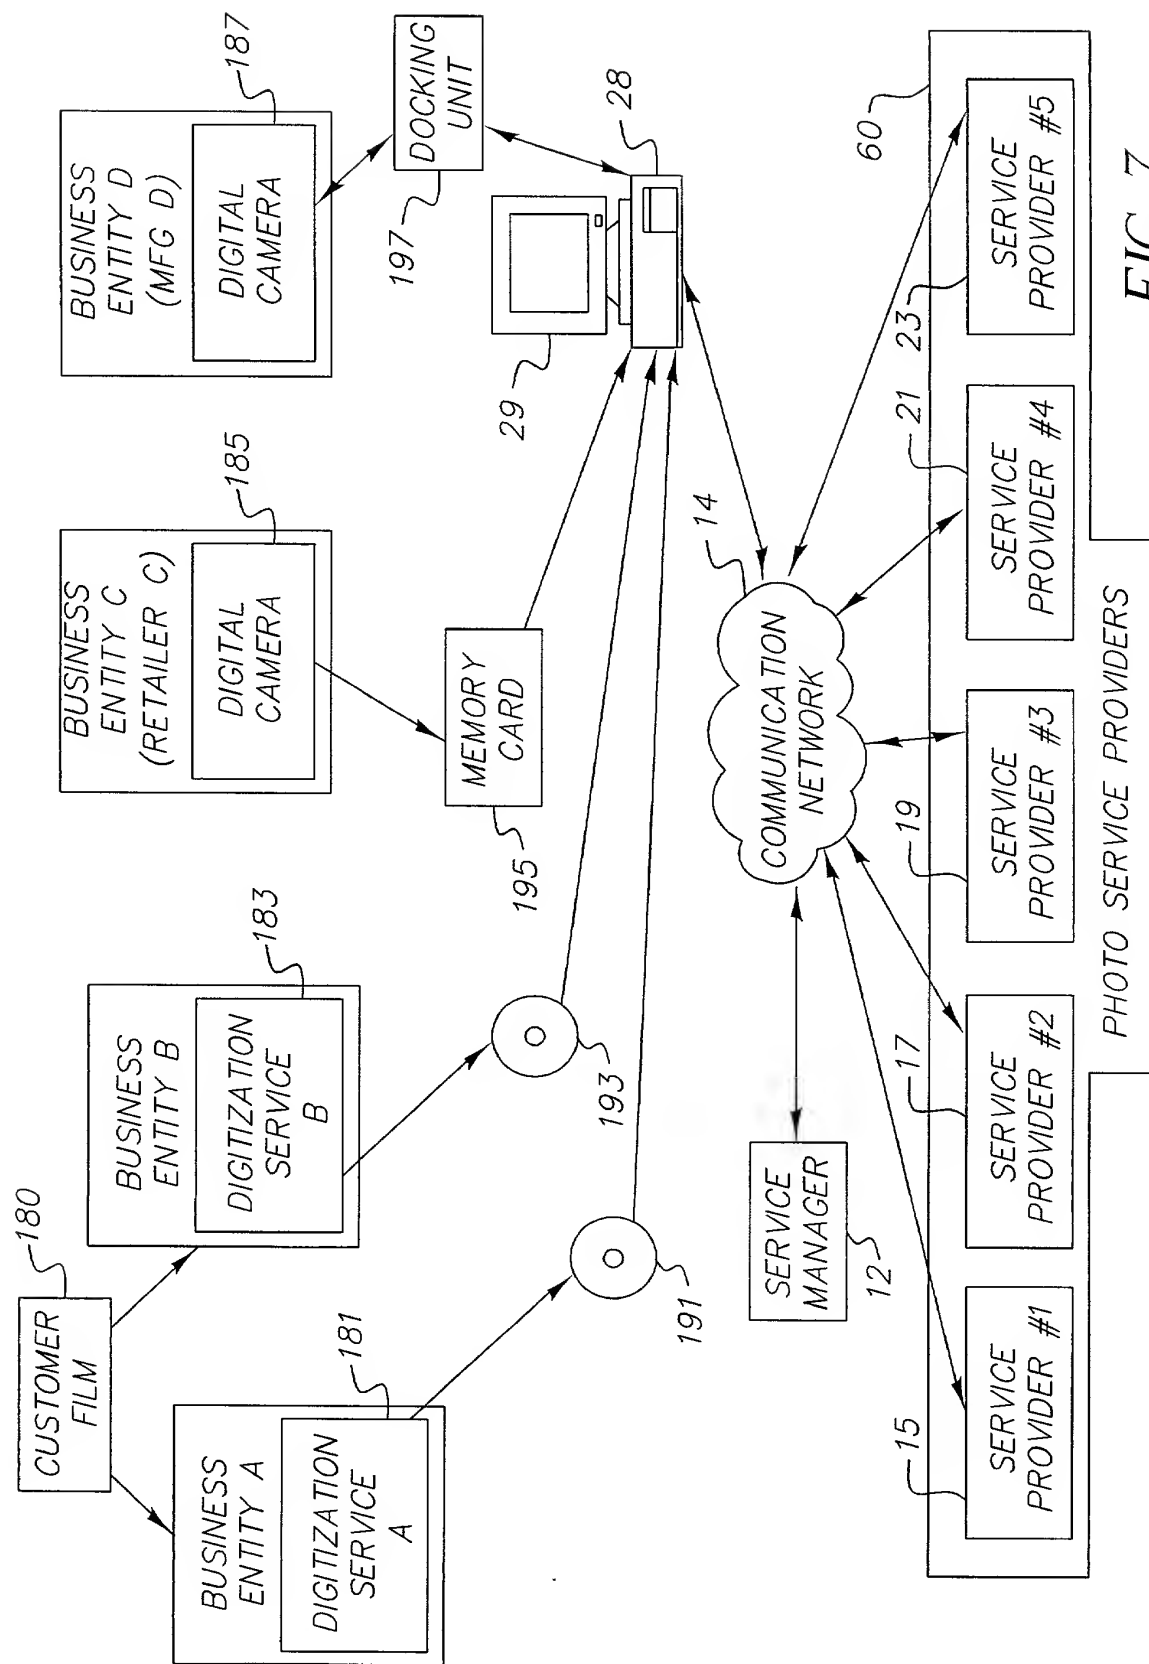 CUSTOMER
FILM
180
BUSINESS
ENTITY A
DIGITIZATION
SERVICE
A
181
BUSINESS
ENTITY B
DIGITIZATION
SERVICE
B
183
BUSINESS
ENTITY C
(RETAILER C)
DIGITAL
CAMERA
185
BUSINESS
ENTITY D
(MFG D)
DIGITAL
CAMERA
187
191
193
MEMORY
CARD
195
DOCKING
UNIT
197
28
29
SERVICE
MANAGER
12
COMMUNICATION
NETWORK
14
60
15
SERVICE
PROVIDER #1
17
SERVICE
PROVIDER #2
19
SERVICE
PROVIDER #3
21
SERVICE
PROVIDER #4
23
SERVICE
PROVIDER #5
PHOTO SERVICE PROVIDERS
FIG. 7